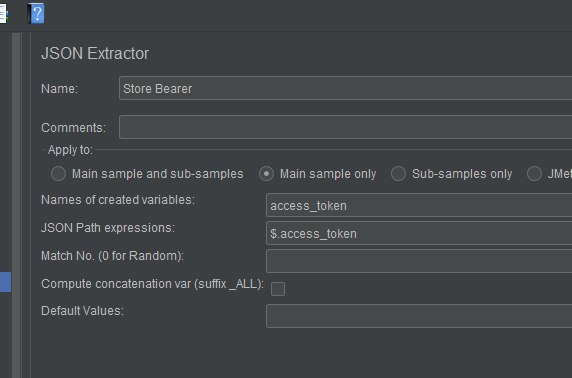 JSON Extractor
Name: Store Bearer
Comments:
Apply to:
Main sample and sub-samples Main sample only Sub-samples only JMet
Names of created variables: access_token
JSON Path expressions: $.access_token
Match No. (0 for Random):
Compute concatenation var (suffix _ALL):
Default Values: